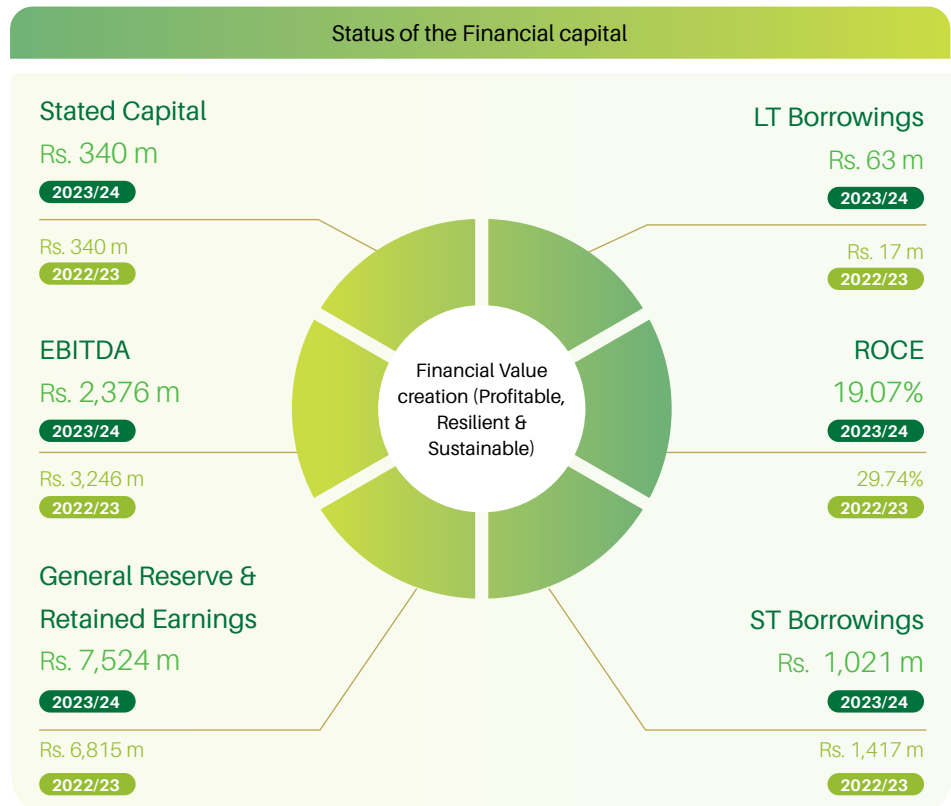 Status of the Financial capital
Stated Capital
Rs. 340 m
2023/24
Rs. 340 m
2022/23
EBITDA
Rs. 2,376 m
2023/24
Rs. 3,246 m
2022/23
General Reserve &
Retained Earnings
Rs. 7,524 m
2023/24
Rs. 6,815 m
2022/23
Financial Value
creation (Profitable,
Resilient &
Sustainable)
LT Borrowings
Rs. 63 m
2023/24
Rs. 17 m
2022/23
ROCE
19.07%
2023/24
29.74%
2022/23
ST Borrowings
Rs. 1,021 m
2023/24
Rs. 1,417 m
2022/23